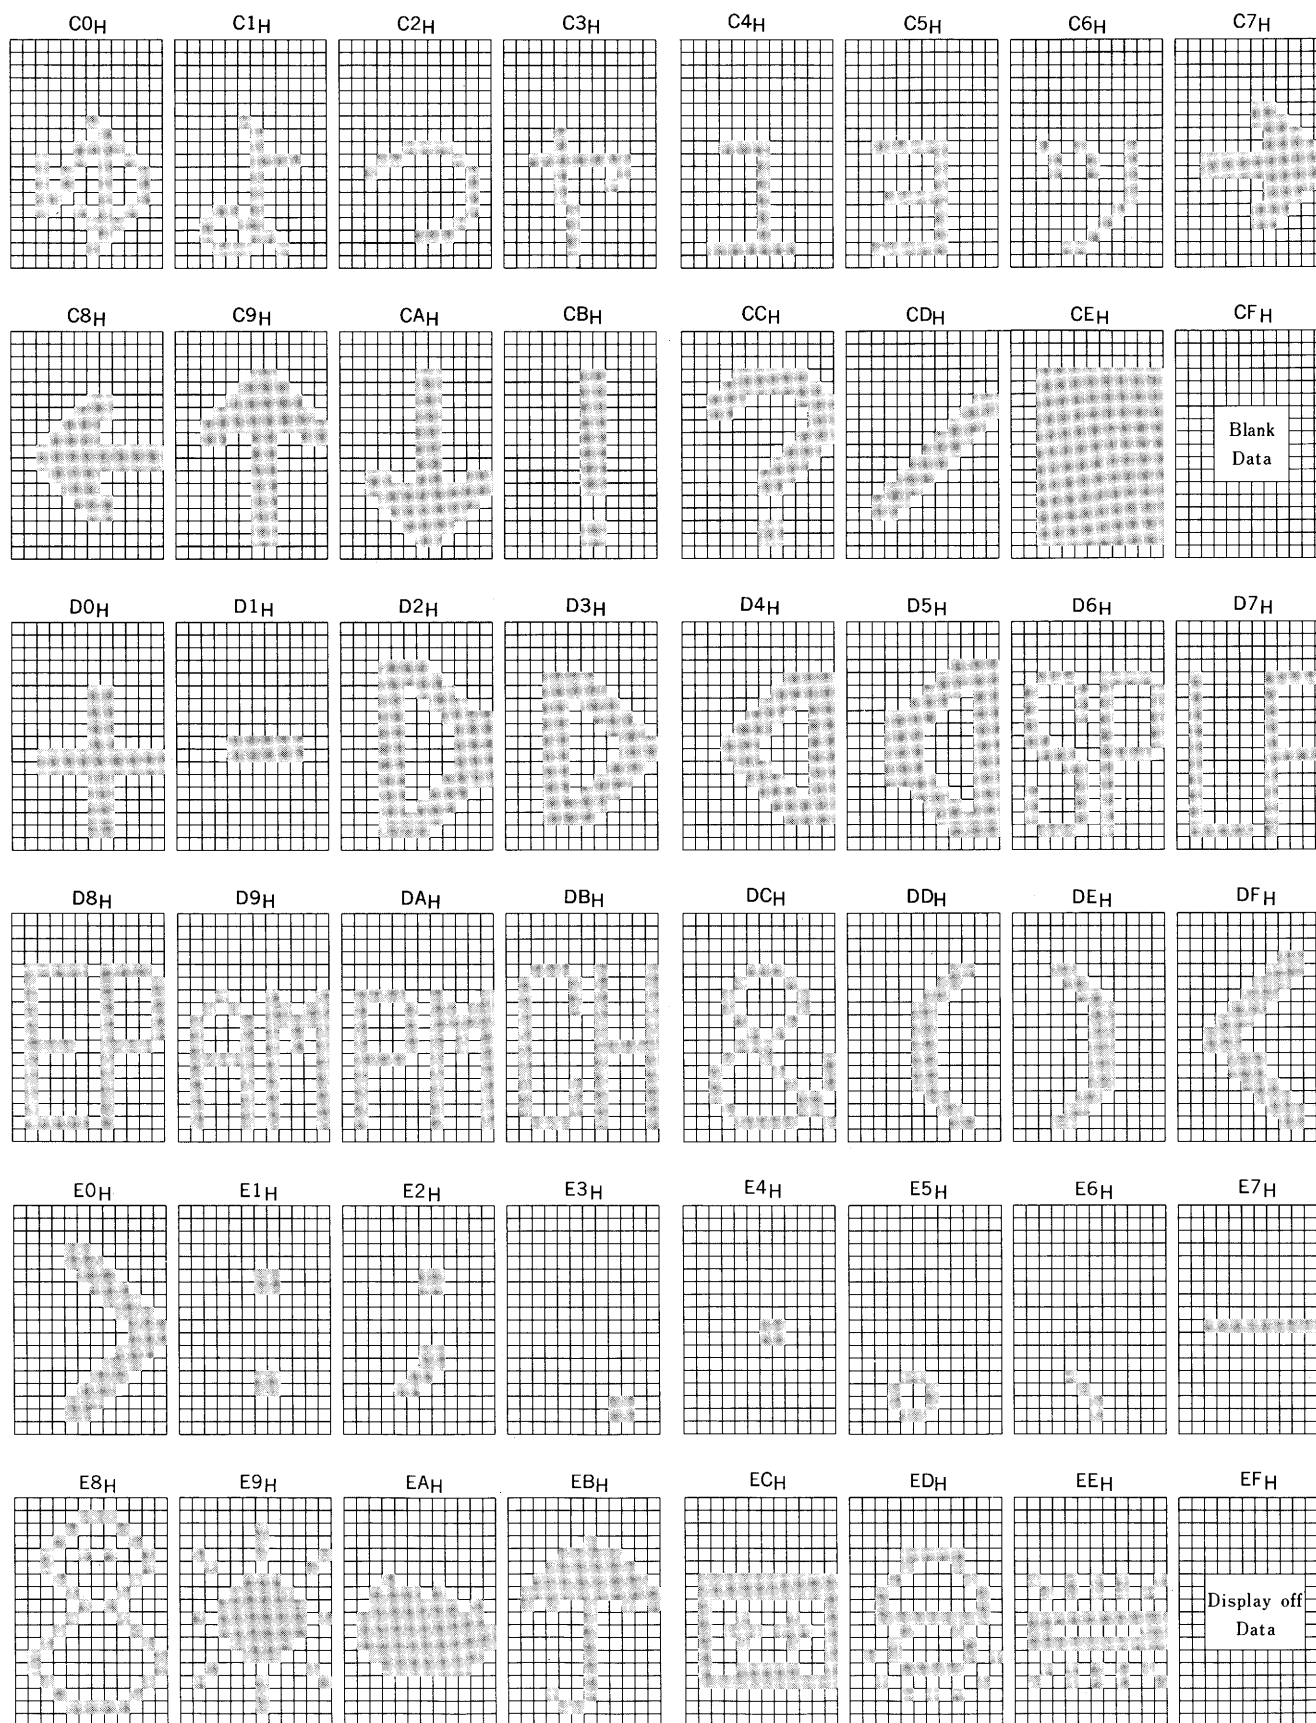 C0H C1H C2H C3H C4H C5H C6H C7H
C8H C9H CAH CBH CCH CDH CEH CFH
Blank
Data
D0H D1H D2H D3H D4H D5H D6H D7H
D8H D9H DAH DBH DCH DDH DEH DFH
E0H E1H E2H E3H E4H E5H E6H E7H
E8H E9H EAH EBH ECH EDH EEH EFH
Display off
Data